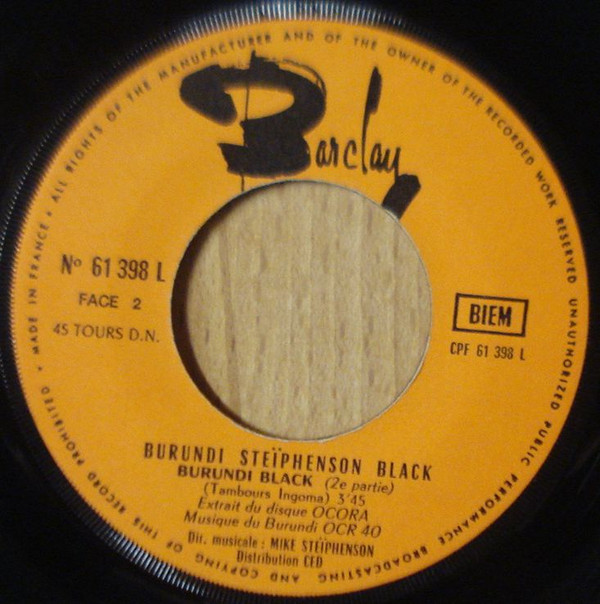 • MADE IN FRANCE • ALL RIGHTS OF THE MANUFACTURER AND OF THE OWNER OF THE RECORDED WORK RESERVED UNAUTHORIZED PUBLIC PERFORMANCE BROADCASTING AND COPYING OF THIS RECORD PROHIBITED
Barclay
Nº 61 398 L
FACE 2
45 TOURS D.N.
BIEM
CPF 61 398 L
BURUNDI STEÏPHENSON BLACK
BURUNDI BLACK (2e partie)
(Tambours Ingoma) 3'45
Extrait du disque OCORA
Musique du Burundi OCR 40
Dir. musicale : MIKE STEÏPHENSON
Distribution CED